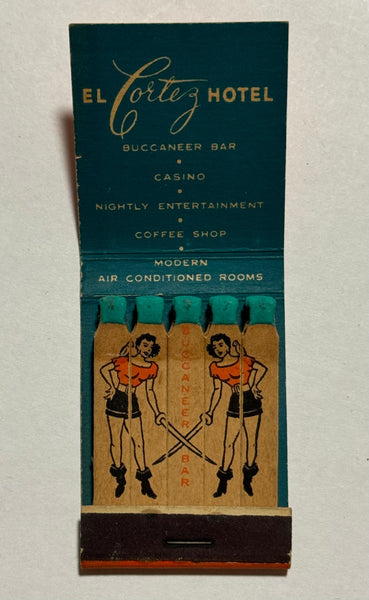 EL Cortez HOTEL
BUCCANEER BAR
CASINO
NIGHTLY ENTERTAINMENT
COFFEE SHOP
MODERN
AIR CONDITIONED ROOMS
BUCCANEER BAR